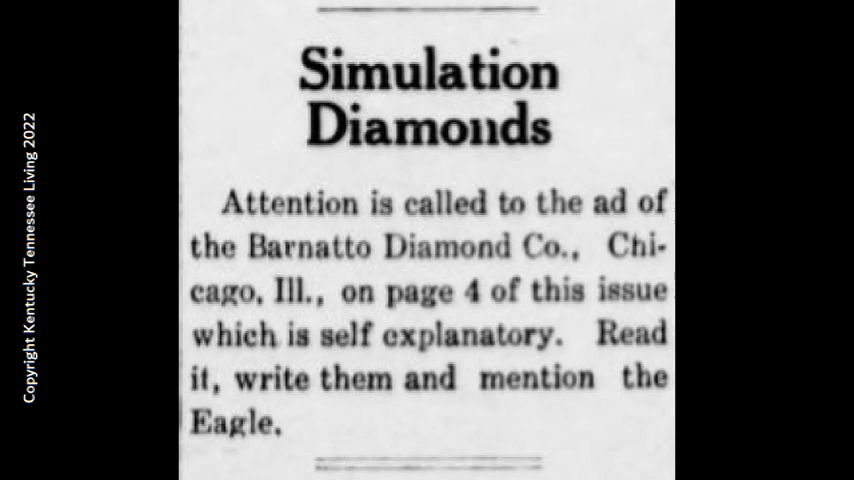 Copyright Kentucky Tennessee Living 2022
Simulation
Diamonds
Attention is called to the ad of
the Barnatto Diamond Co., Chi-
cago, Ill., on page 4 of this issue
which is self explanatory. Read
it, write them and mention the
Eagle.